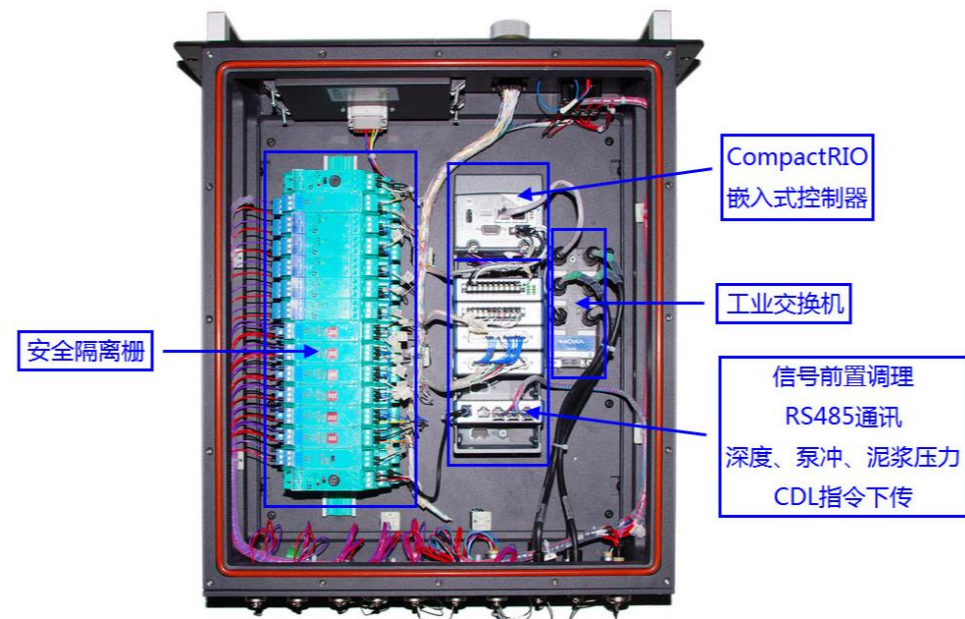 CompactRIO
嵌入式控制器
工业交换机
安全隔离栅
信号前置调理
RS485通讯
深度、泵冲、泥浆压力
CDL指令下传
MOXA